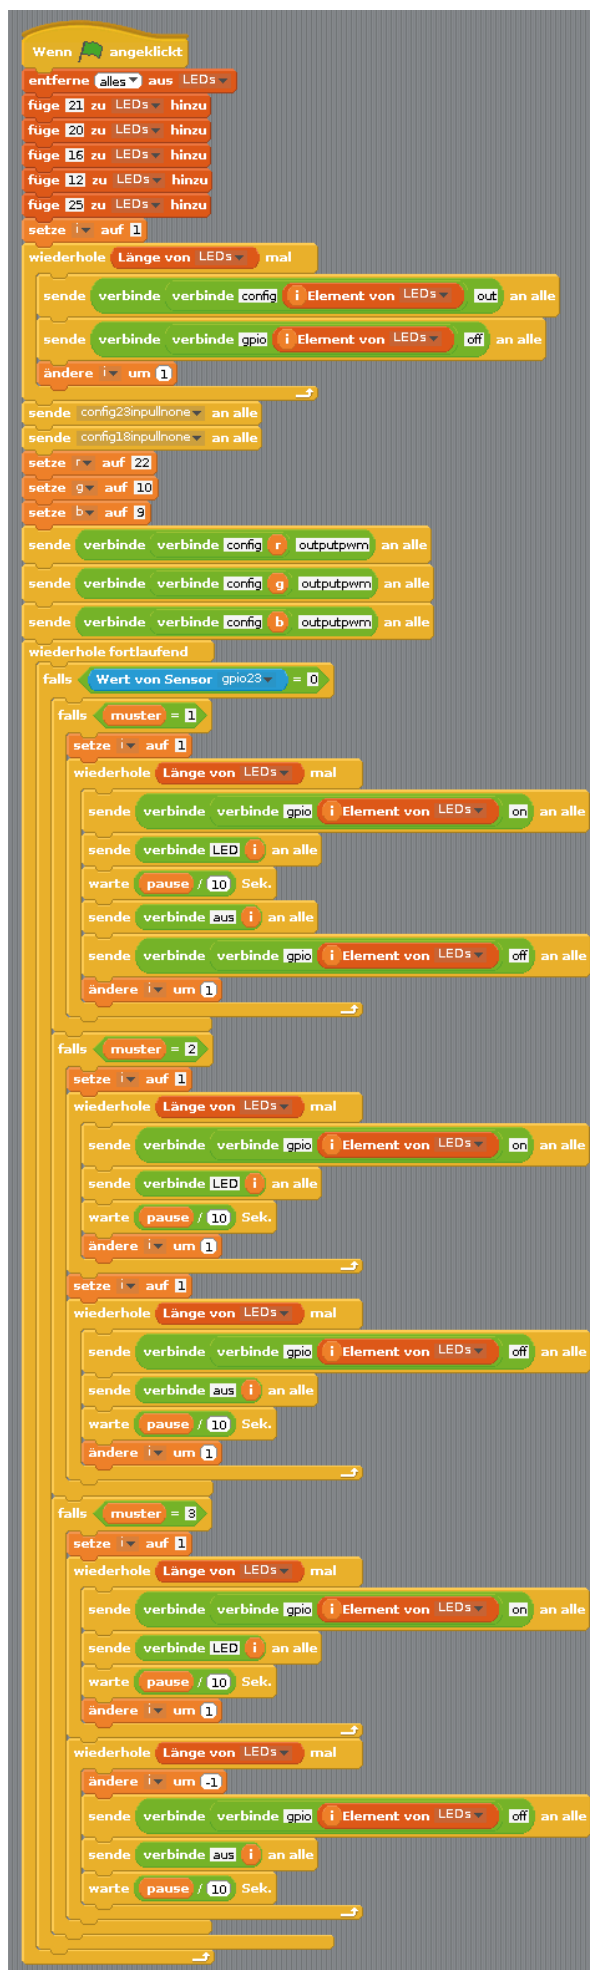 Wenn angeklickt
entferne alles aus LEDs
füge 21 zu LEDs hinzu
füge 20 zu LEDs hinzu
füge 16 zu LEDs hinzu
füge 12 zu LEDs hinzu
füge 25 zu LEDs hinzu
setze i auf 1
wiederhole Länge von LEDs mal
sende verbinde verbinde config i Element von LEDs out an alle
sende verbinde verbinde gpio i Element von LEDs off an alle
ändere i um 1
sende config23inpullnone an alle
sende config18inpullnone an alle
setze r auf 22
setze g auf 10
setze b auf 9
sende verbinde verbinde config r outputpwm an alle
sende verbinde verbinde config g outputpwm an alle
sende verbinde verbinde config b outputpwm an alle
wiederhole fortlaufend
falls Wert von Sensor gpio23 = 0
falls muster = 1
setze i auf 1
wiederhole Länge von LEDs mal
sende verbinde verbinde gpio i Element von LEDs on an alle
sende verbinde LED i an alle
warte pause / 10 Sek.
sende verbinde aus i an alle
sende verbinde verbinde gpio i Element von LEDs off an alle
ändere i um 1
falls muster = 2
setze i auf 1
wiederhole Länge von LEDs mal
sende verbinde verbinde gpio i Element von LEDs on an alle
sende verbinde LED i an alle
warte pause / 10 Sek.
ändere i um 1
setze i auf 1
wiederhole Länge von LEDs mal
sende verbinde verbinde gpio i Element von LEDs off an alle
sende verbinde aus i an alle
warte pause / 10 Sek.
ändere i um 1
falls muster = 3
setze i auf 1
wiederhole Länge von LEDs mal
sende verbinde verbinde gpio i Element von LEDs on an alle
sende verbinde LED i an alle
warte pause / 10 Sek.
ändere i um 1
wiederhole Länge von LEDs mal
ändere i um -1
sende verbinde verbinde gpio i Element von LEDs off an alle
sende verbinde aus i an alle
warte pause / 10 Sek.